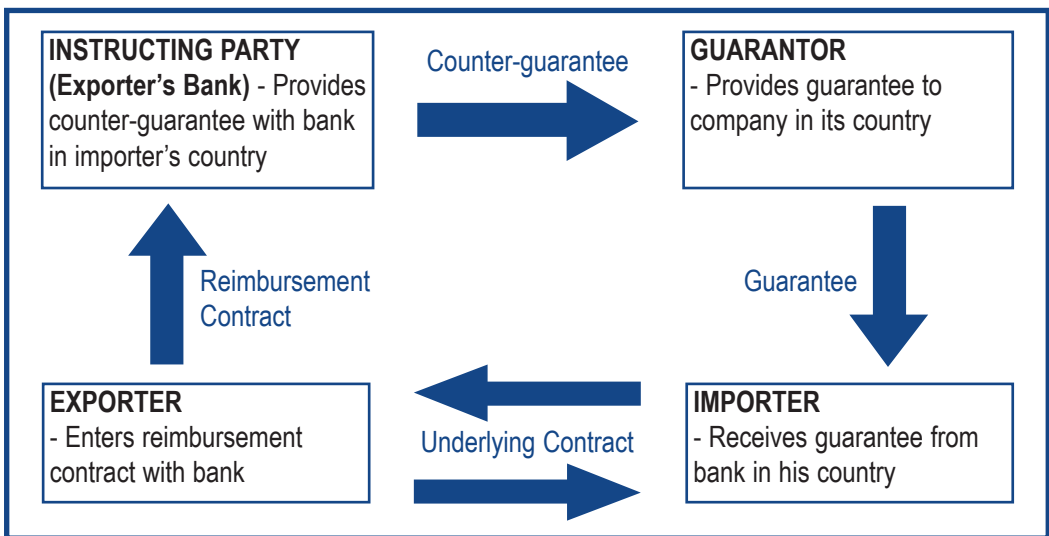 INSTRUCTING PARTY
(Exporter’s Bank) - Provides
counter-guarantee with bank
in importer’s country
Counter-guarantee
GUARANTOR
- Provides guarantee to
company in its country
Reimbursement
Contract
Guarantee
EXPORTER
- Enters reimbursement
contract with bank
Underlying Contract
IMPORTER
- Receives guarantee from
bank in his country